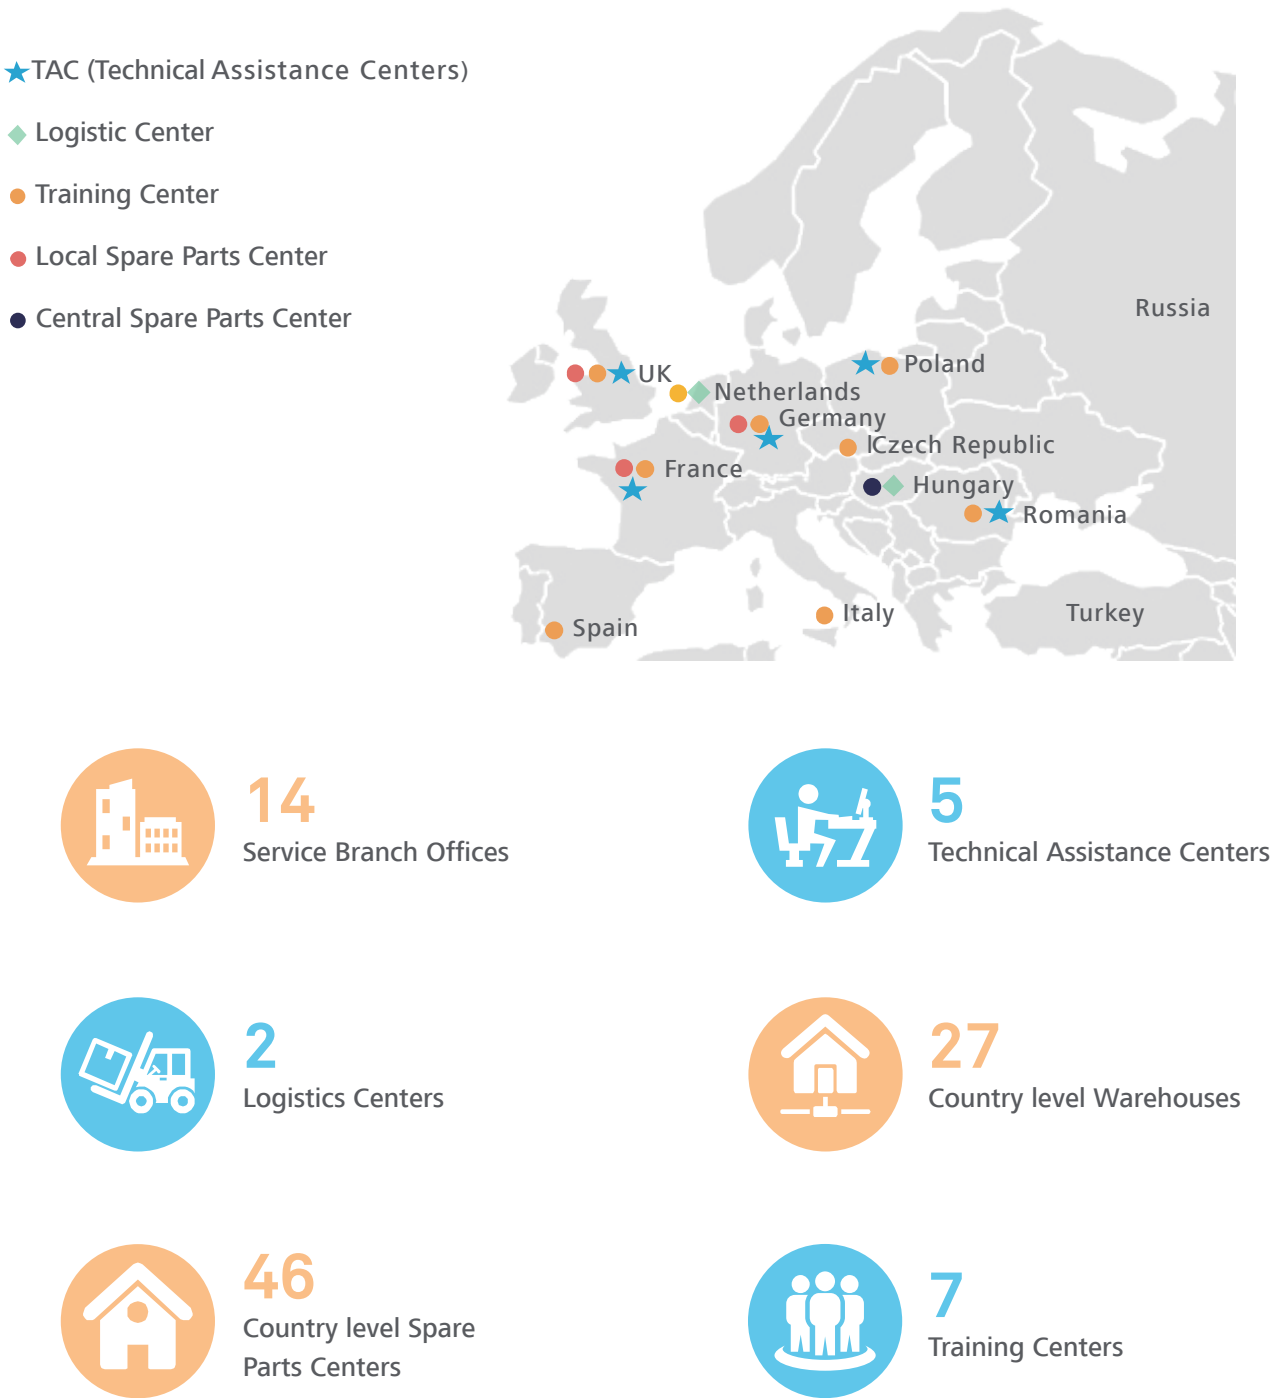 TAC (Technical Assistance Centers)
Logistic Center
Training Center
Local Spare Parts Center
Central Spare Parts Center
Russia
Poland
UK
Netherlands
Germany
Czech Republic
France
Hungary
Romania
Italy
Turkey
Spain
14
Service Branch Offices
5
Technical Assistance Centers
2
Logistics Centers
27
Country level Warehouses
46
Country level Spare
Parts Centers
7
Training Centers